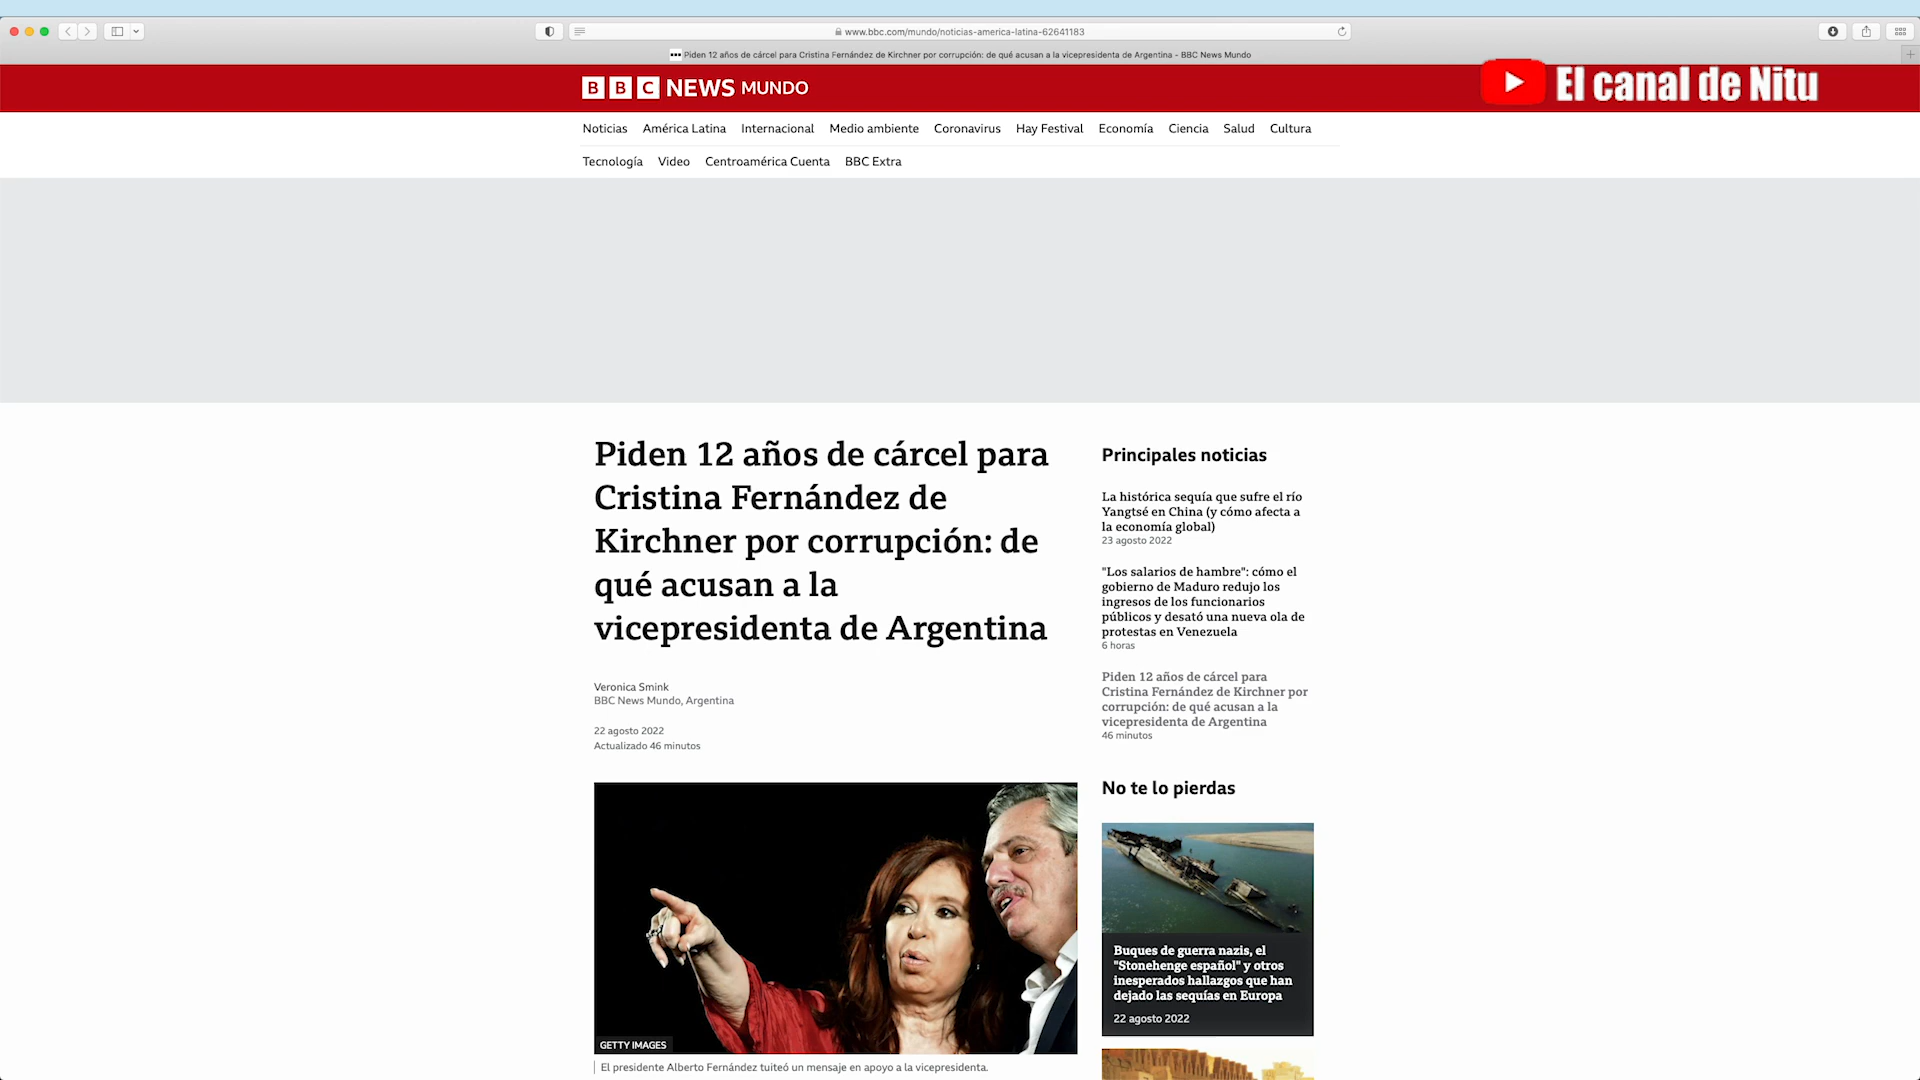 www.bbc.com/mundo/noticias-america-latina-62641183
Piden 12 años de cárcel para Cristina Fernández de Kirchner por corrupción: de qué acusan a la vicepresidenta de Argentina - BBC News Mundo
BBC NEWS MUNDO
El canal de Nitu
Noticias América Latina Internacional Medio ambiente Coronavirus Hay Festival Economía Ciencia Salud Cultura
Tecnología Video Centroamérica Cuenta BBC Extra
Piden 12 años de cárcel para
Cristina Fernández de
Kirchner por corrupción: de
qué acusan a la
vicepresidenta de Argentina
Veronica Smink
BBC News Mundo, Argentina
22 agosto 2022
Actualizado 46 minutos
GETTY IMAGES
El presidente Alberto Fernández tuiteó un mensaje en apoyo a la vicepresidenta.
Principales noticias
La histórica sequía que sufre el río
Yangtsé en China (y cómo afecta a
la economía global)
23 agosto 2022
"Los salarios de hambre": cómo el
gobierno de Maduro redujo los
ingresos de los funcionarios
públicos y desató una nueva ola de
protestas en Venezuela
6 horas
Piden 12 años de cárcel para
Cristina Fernández de Kirchner por
corrupción: de qué acusan a la
vicepresidenta de Argentina
46 minutos
No te lo pierdas
Buques de guerra nazis, el
"Stonehenge español" y otros
inesperados hallazgos que han
dejado las sequías en Europa
22 agosto 2022